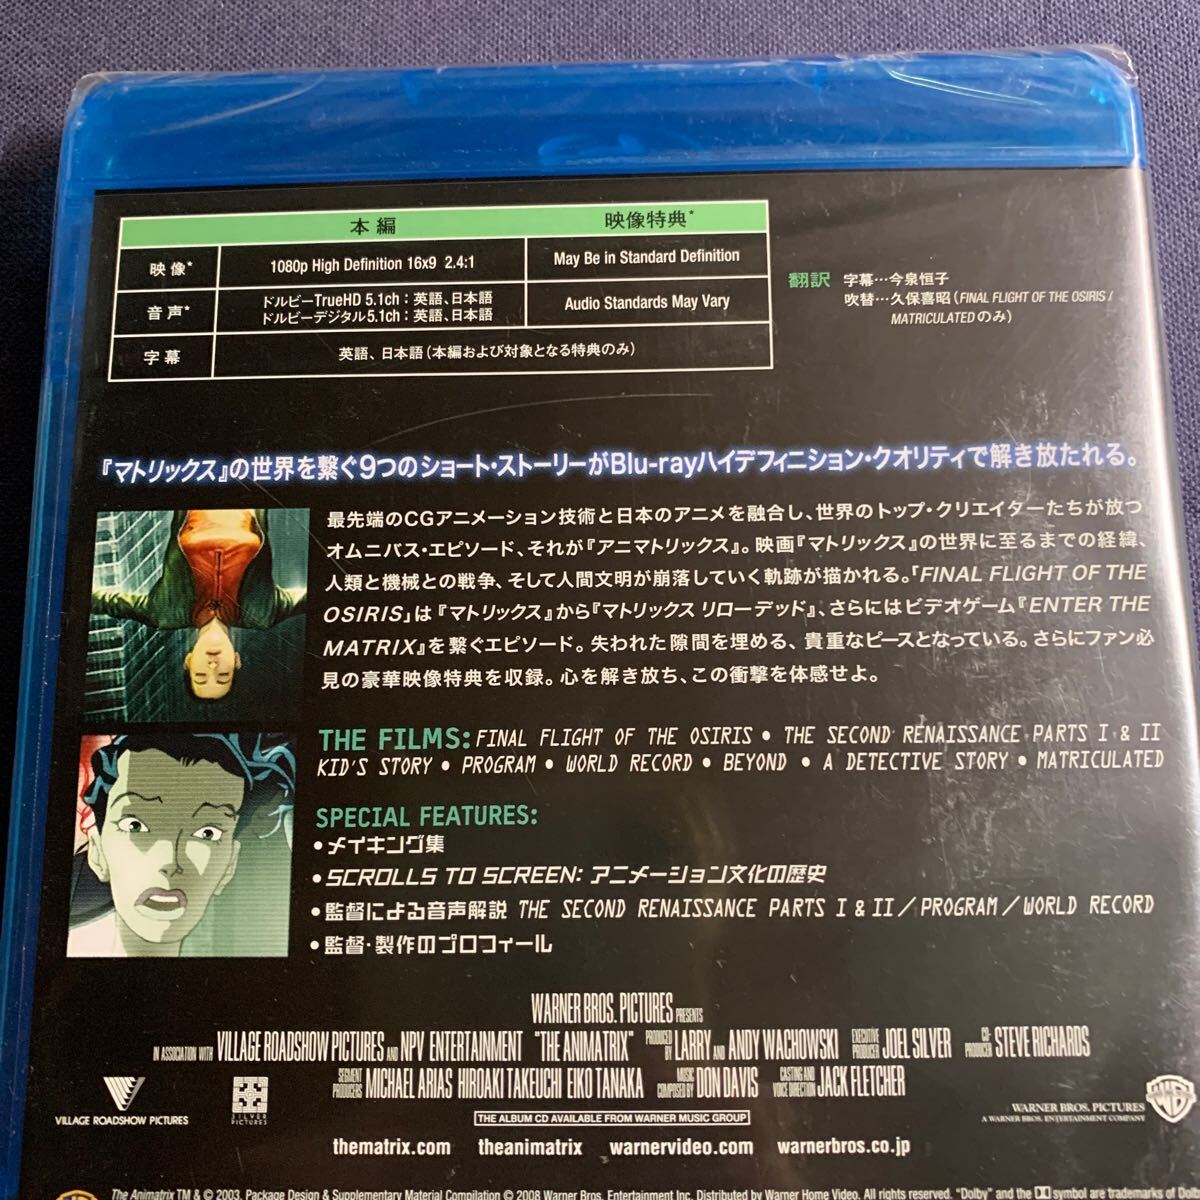 本編 映像特典*
映像* 1080p High Definition 16x9 2.4:1 May Be in Standard Definition
音声* ドルビーTrueHD 5.1ch：英語、日本語 Audio Standards May Vary
ドルビーデジタル5.1ch：英語、日本語
字幕 英語、日本語（本編および対象となる特典のみ）
翻訳 字幕…今泉恒子
吹替…久保喜昭（FINAL FLIGHT OF THE OSIRIS /
MATRICULATEDのみ）
『マトリックス』の世界を繋ぐ9つのショート・ストーリーがBlu-rayハイデフィニション・クオリティで解き放たれる。
最先端のCGアニメーション技術と日本のアニメを融合し、世界のトップ・クリエイターたちが放つ
オムニバス・エピソード、それが『アニマトリックス』。映画『マトリックス』の世界に至るまでの経緯、
人類と機械との戦争、そして人間文明が崩落していく軌跡が描かれる。「FINAL FLIGHT OF THE
OSIRIS」は『マトリックス』から『マトリックス リローデッド』、さらにはビデオゲーム『ENTER THE
MATRIX』を繋ぐエピソード。失われた隙間を埋める、貴重なピースとなっている。さらにファン必
見の豪華映像特典を収録。心を解き放ち、この衝撃を体感せよ。
THE FILMS: FINAL FLIGHT OF THE OSIRIS • THE SECOND RENAISSANCE PARTS I & II
KID'S STORY • PROGRAM • WORLD RECORD • BEYOND • A DETECTIVE STORY • MATRICULATED
SPECIAL FEATURES:
•メイキング集
•SCROLLS TO SCREEN: アニメーション文化の歴史
•監督による音声解説 THE SECOND RENAISSANCE PARTS I & II／PROGRAM／WORLD RECORD
•監督・製作のプロフィール
WARNER BROS. PICTURES PRESENTS
IN ASSOCIATION WITH VILLAGE ROADSHOW PICTURES AND NPV ENTERTAINMENT "THE ANIMATRIX" PRODUCED BY LARRY AND ANDY WACHOWSKI EXECUTIVE PRODUCER JOEL SILVER CO-PRODUCER STEVE RICHARDS
SEGMENT PRODUCERS MICHAEL ARIAS HIROAKI TAKEUCHI EIKO TANAKA MUSIC COMPOSED BY DON DAVIS CASTING AND VOICE DIRECTION JACK FLETCHER
VILLAGE ROADSHOW PICTURES
SILVER PICTURES
THE ALBUM CD AVAILABLE FROM WARNER MUSIC GROUP
WARNER BROS. PICTURES
A WARNER BROS. ENTERTAINMENT COMPANY
thematrix.com theanimatrix warnervideo.com warnerbros.co.jp
The Animatrix TM & © 2003, Package Design & Supplementary Material Compilation © 2008 Warner Bros. Entertainment Inc. Distributed by Warner Home Video. All rights reserved. "Dolby" and the symbol are trademarks of